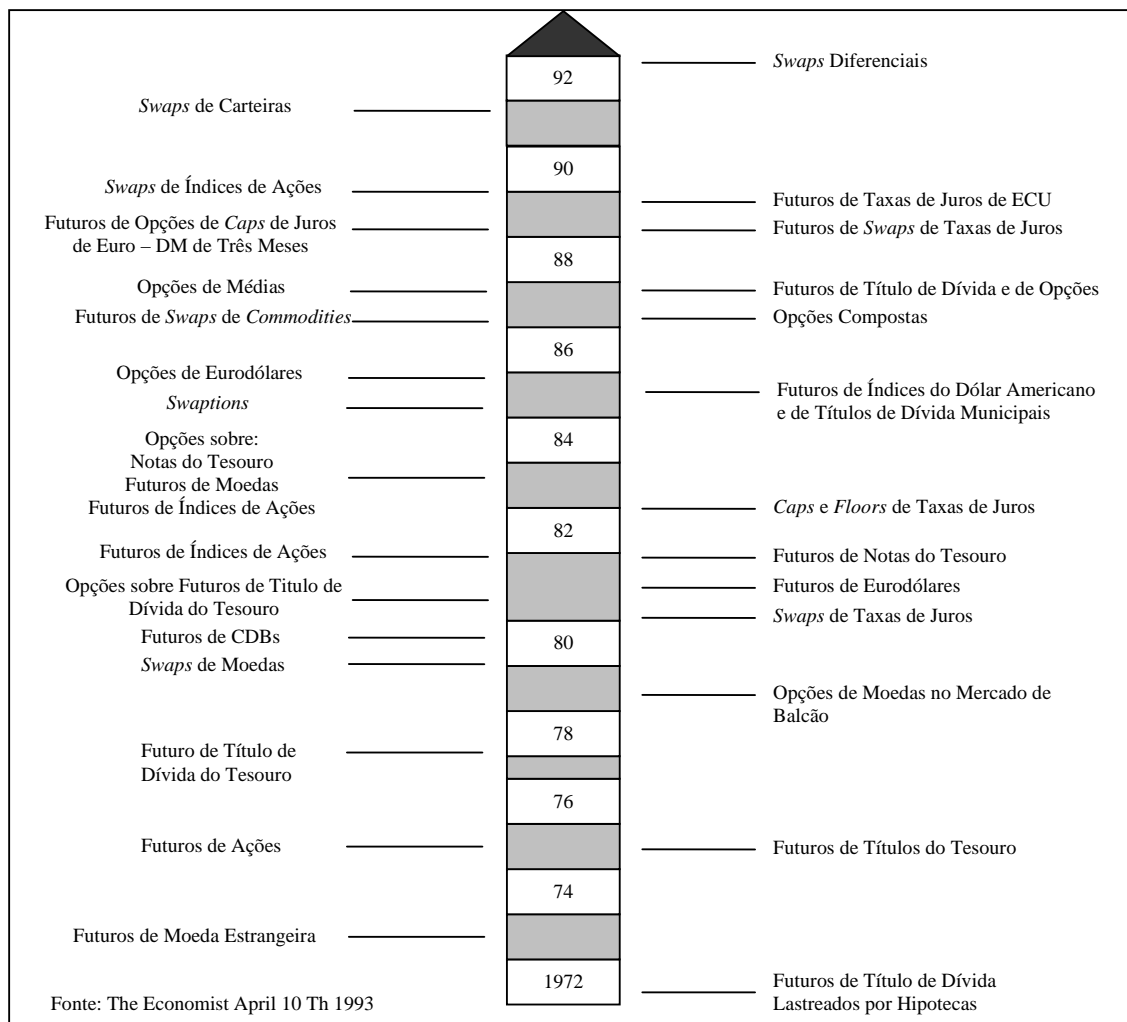 Swaps Diferenciais
92
Swaps de Carteiras
90
Swaps de Índices de Ações
Futuros de Taxas de Juros de ECU
Futuros de Opções de Caps de Juros
de Euro – DM de Três Meses
Futuros de Swaps de Taxas de Juros
88
Opções de Médias
Futuros de Título de Dívida e de Opções
Futuros de Swaps de Commodities
Opções Compostas
86
Opções de Eurodólares
Swaptions
Futuros de Índices do Dólar Americano
e de Títulos de Dívida Municipais
84
Opções sobre:
Notas do Tesouro
Futuros de Moedas
Futuros de Índices de Ações
Caps e Floors de Taxas de Juros
82
Futuros de Índices de Ações
Futuros de Notas do Tesouro
Opções sobre Futuros de Titulo de
Dívida do Tesouro
Futuros de Eurodólares
Swaps de Taxas de Juros
Futuros de CDBs
80
Swaps de Moedas
Opções de Moedas no Mercado de
Balcão
78
Futuro de Título de
Dívida do Tesouro
76
Futuros de Ações
Futuros de Títulos do Tesouro
74
Futuros de Moeda Estrangeira
1972
Futuros de Título de Dívida
Lastreados por Hipotecas
Fonte: The Economist April 10 Th 1993